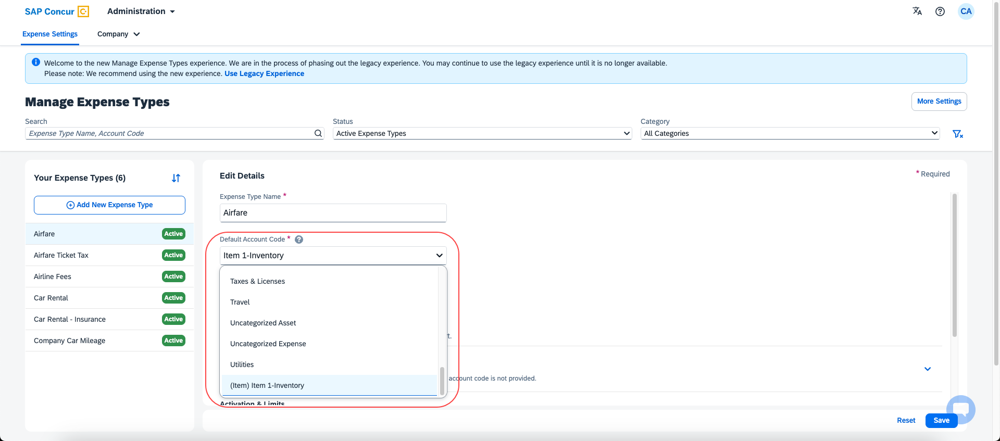 SAP Concur C Administration
CA
Expense Settings Company
Welcome to the new Manage Expense Types experience. We are in the process of phasing out the legacy experience. You may continue to use the legacy experience until it is no longer available.
Please note: We recommend using the new experience. Use Legacy Experience
Manage Expense Types
More Settings
Search
Status
Category
Expense Type Name, Account Code
Active Expense Types
All Categories
Your Expense Types (6)
Add New Expense Type
Airfare Active
Airfare Ticket Tax Active
Airline Fees Active
Car Rental Active
Car Rental - Insurance Active
Company Car Mileage Active
Edit Details
* Required
Expense Type Name *
Airfare
Default Account Code * ?
Item 1-Inventory
Taxes & Licenses
Travel
Uncategorized Asset
Uncategorized Expense
Utilities
(Item) Item 1-Inventory
account code is not provided.
Activation & Limits
Reset
Save